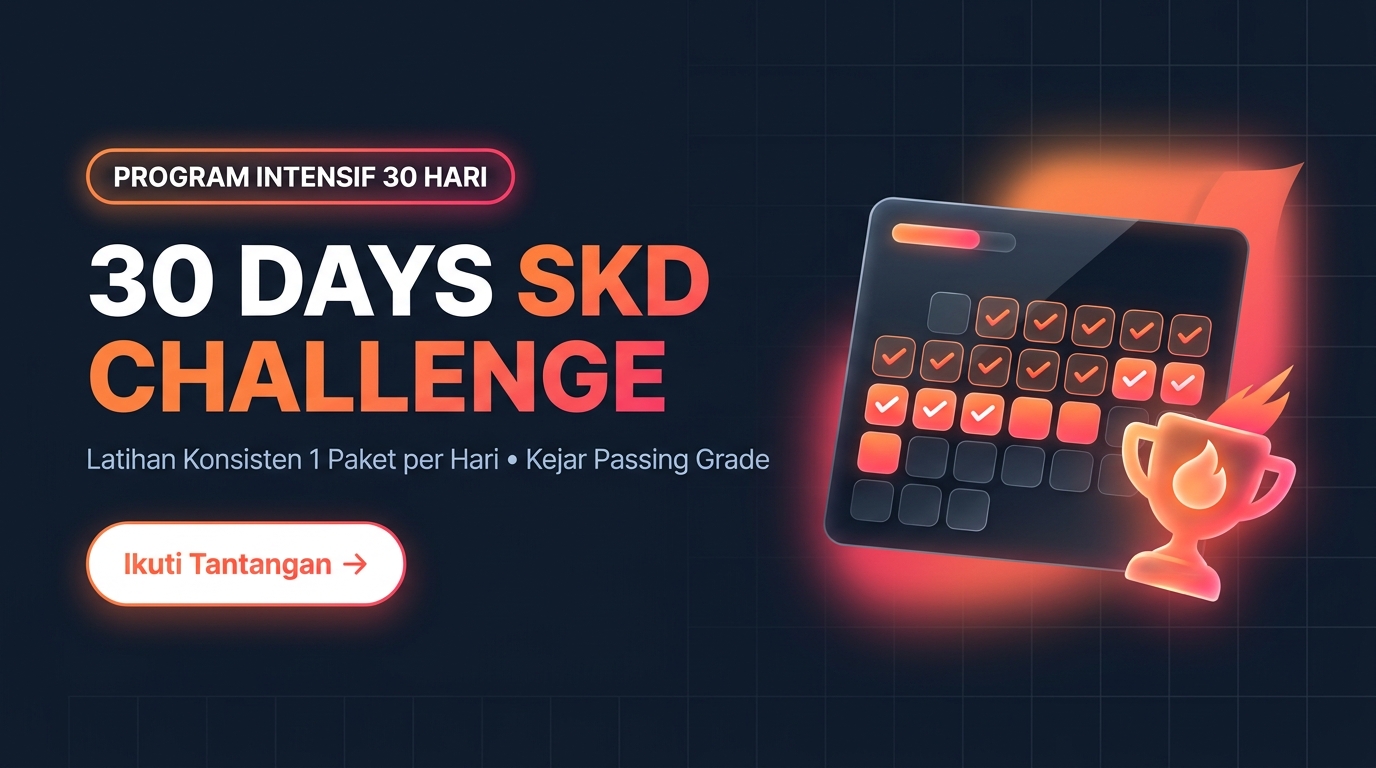 PROGRAM INTENSIF 30 HARI
30 DAYS SKD
CHALLENGE
Latihan Konsisten 1 Paket per Hari • Kejar Passing Grade
Ikuti Tantangan →